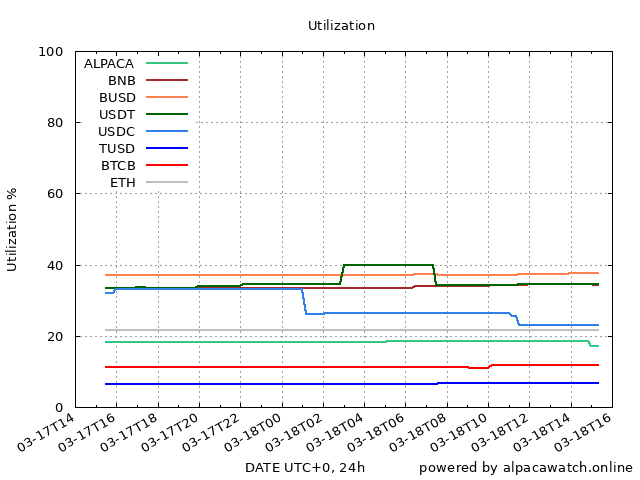 Utilization
100
80
60
40
20
0
Utilization %
ALPACA
BNB
BUSD
USDT
USDC
TUSD
BTCB
ETH
03-17T14
03-17T16
03-17T18
03-17T20
03-17T22
03-18T00
03-18T02
03-18T04
03-18T06
03-18T08
03-18T10
03-18T12
03-18T14
03-18T16
DATE UTC+0, 24h
powered by alpacawatch.online